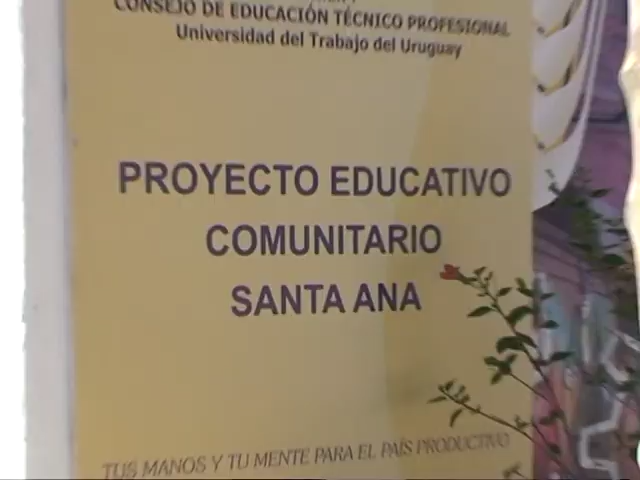 CONSEJO DE EDUCACIÓN TÉCNICO PROFESIONAL
Universidad del Trabajo del Uruguay
PROYECTO EDUCATIVO
COMUNITARIO
SANTA ANA
TUS MANOS Y TU MENTE PARA EL PAÍS PRODUCTIVO